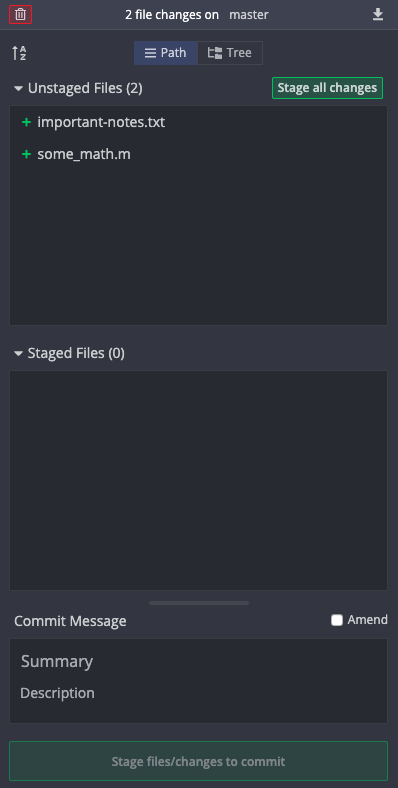 2 file changes on master
A
Z
Path Tree
Unstaged Files (2) Stage all changes
important-notes.txt
some_math.m
Staged Files (0)
Commit Message Amend
Summary
Description
Stage files/changes to commit